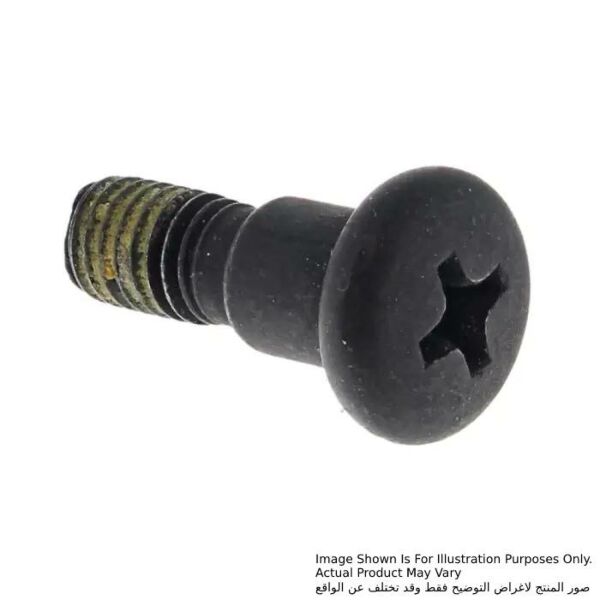 Image Shown Is For Illustration Purposes Only.
Actual Product May Vary
صور المنتج لاغراض التوضيح فقط وقد تختلف عن الواقع